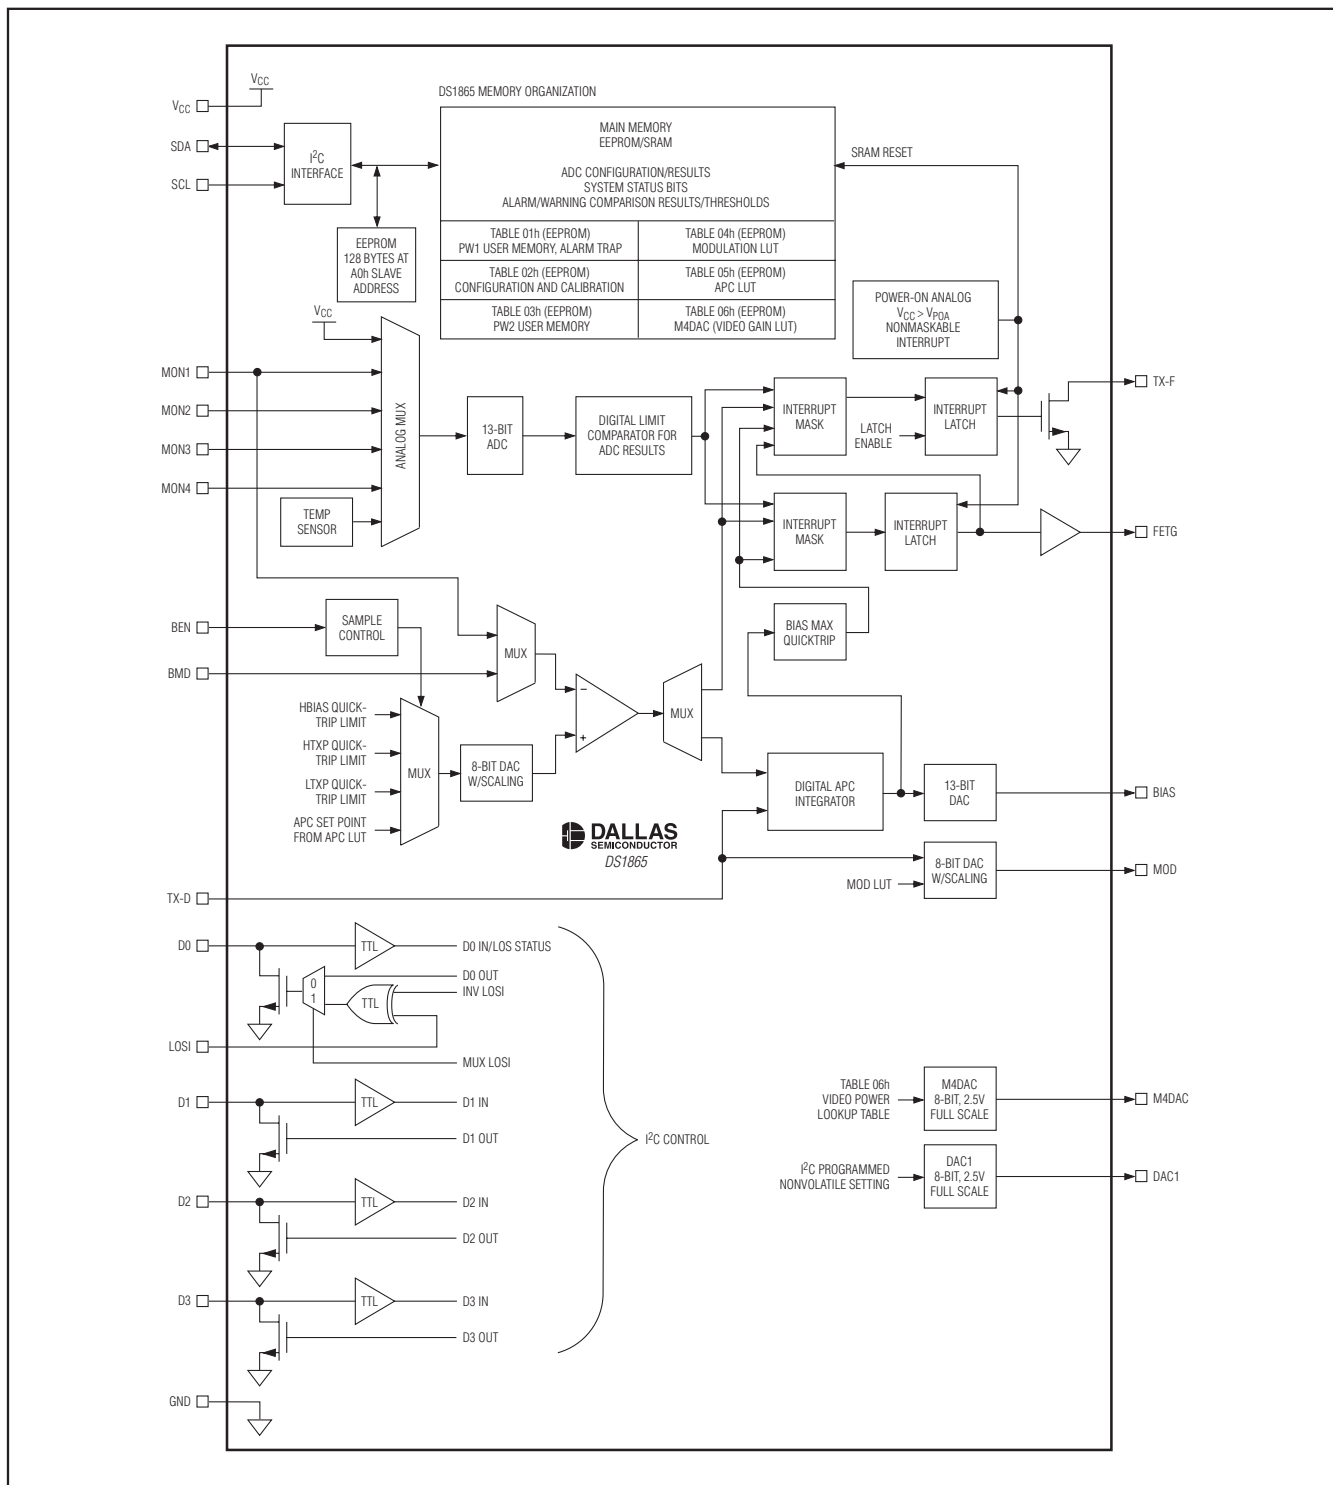 VCC
VCC
SDA
SCL
I2C
INTERFACE
EEPROM
128 BYTES AT
A0h SLAVE
ADDRESS
DS1865 MEMORY ORGANIZATION
MAIN MEMORY
EEPROM/SRAM
ADC CONFIGURATION/RESULTS
SYSTEM STATUS BITS
ALARM/WARNING COMPARISON RESULTS/THRESHOLDS
TABLE 01h (EEPROM)
PW1 USER MEMORY, ALARM TRAP
TABLE 04h (EEPROM)
MODULATION LUT
TABLE 02h (EEPROM)
CONFIGURATION AND CALIBRATION
TABLE 05h (EEPROM)
APC LUT
TABLE 03h (EEPROM)
PW2 USER MEMORY
TABLE 06h (EEPROM)
M4DAC (VIDEO GAIN LUT)
SRAM RESET
POWER-ON ANALOG
VCC > VPOA
NONMASKABLE
INTERRUPT
VCC
MON1
MON2
MON3
MON4
TEMP
SENSOR
ANALOG MUX
13-BIT
ADC
DIGITAL LIMIT
COMPARATOR FOR
ADC RESULTS
INTERRUPT
MASK
LATCH
ENABLE
INTERRUPT
LATCH
TX-F
INTERRUPT
MASK
INTERRUPT
LATCH
FETG
BEN
SAMPLE
CONTROL
BMD
MUX
BIAS MAX
QUICKTRIP
HBIAS QUICK-
TRIP LIMIT
HTXP QUICK-
TRIP LIMIT
LTXP QUICK-
TRIP LIMIT
APC SET POINT
FROM APC LUT
MUX
8-BIT DAC
W/SCALING
−
+
MUX
DIGITAL APC
INTEGRATOR
13-BIT
DAC
BIAS
DALLAS
SEMICONDUCTOR
DS1865
MOD LUT
8-BIT DAC
W/SCALING
MOD
TX-D
D0
TTL
D0 IN/LOS STATUS
D0 OUT
0
1
TTL
INV LOSI
LOSI
MUX LOSI
D1
TTL
D1 IN
D1 OUT
I2C CONTROL
D2
TTL
D2 IN
D2 OUT
D3
TTL
D3 IN
D3 OUT
GND
TABLE 06h
VIDEO POWER
LOOKUP TABLE
M4DAC
8-BIT, 2.5V
FULL SCALE
M4DAC
I2C PROGRAMMED
NONVOLATILE SETTING
DAC1
8-BIT, 2.5V
FULL SCALE
DAC1